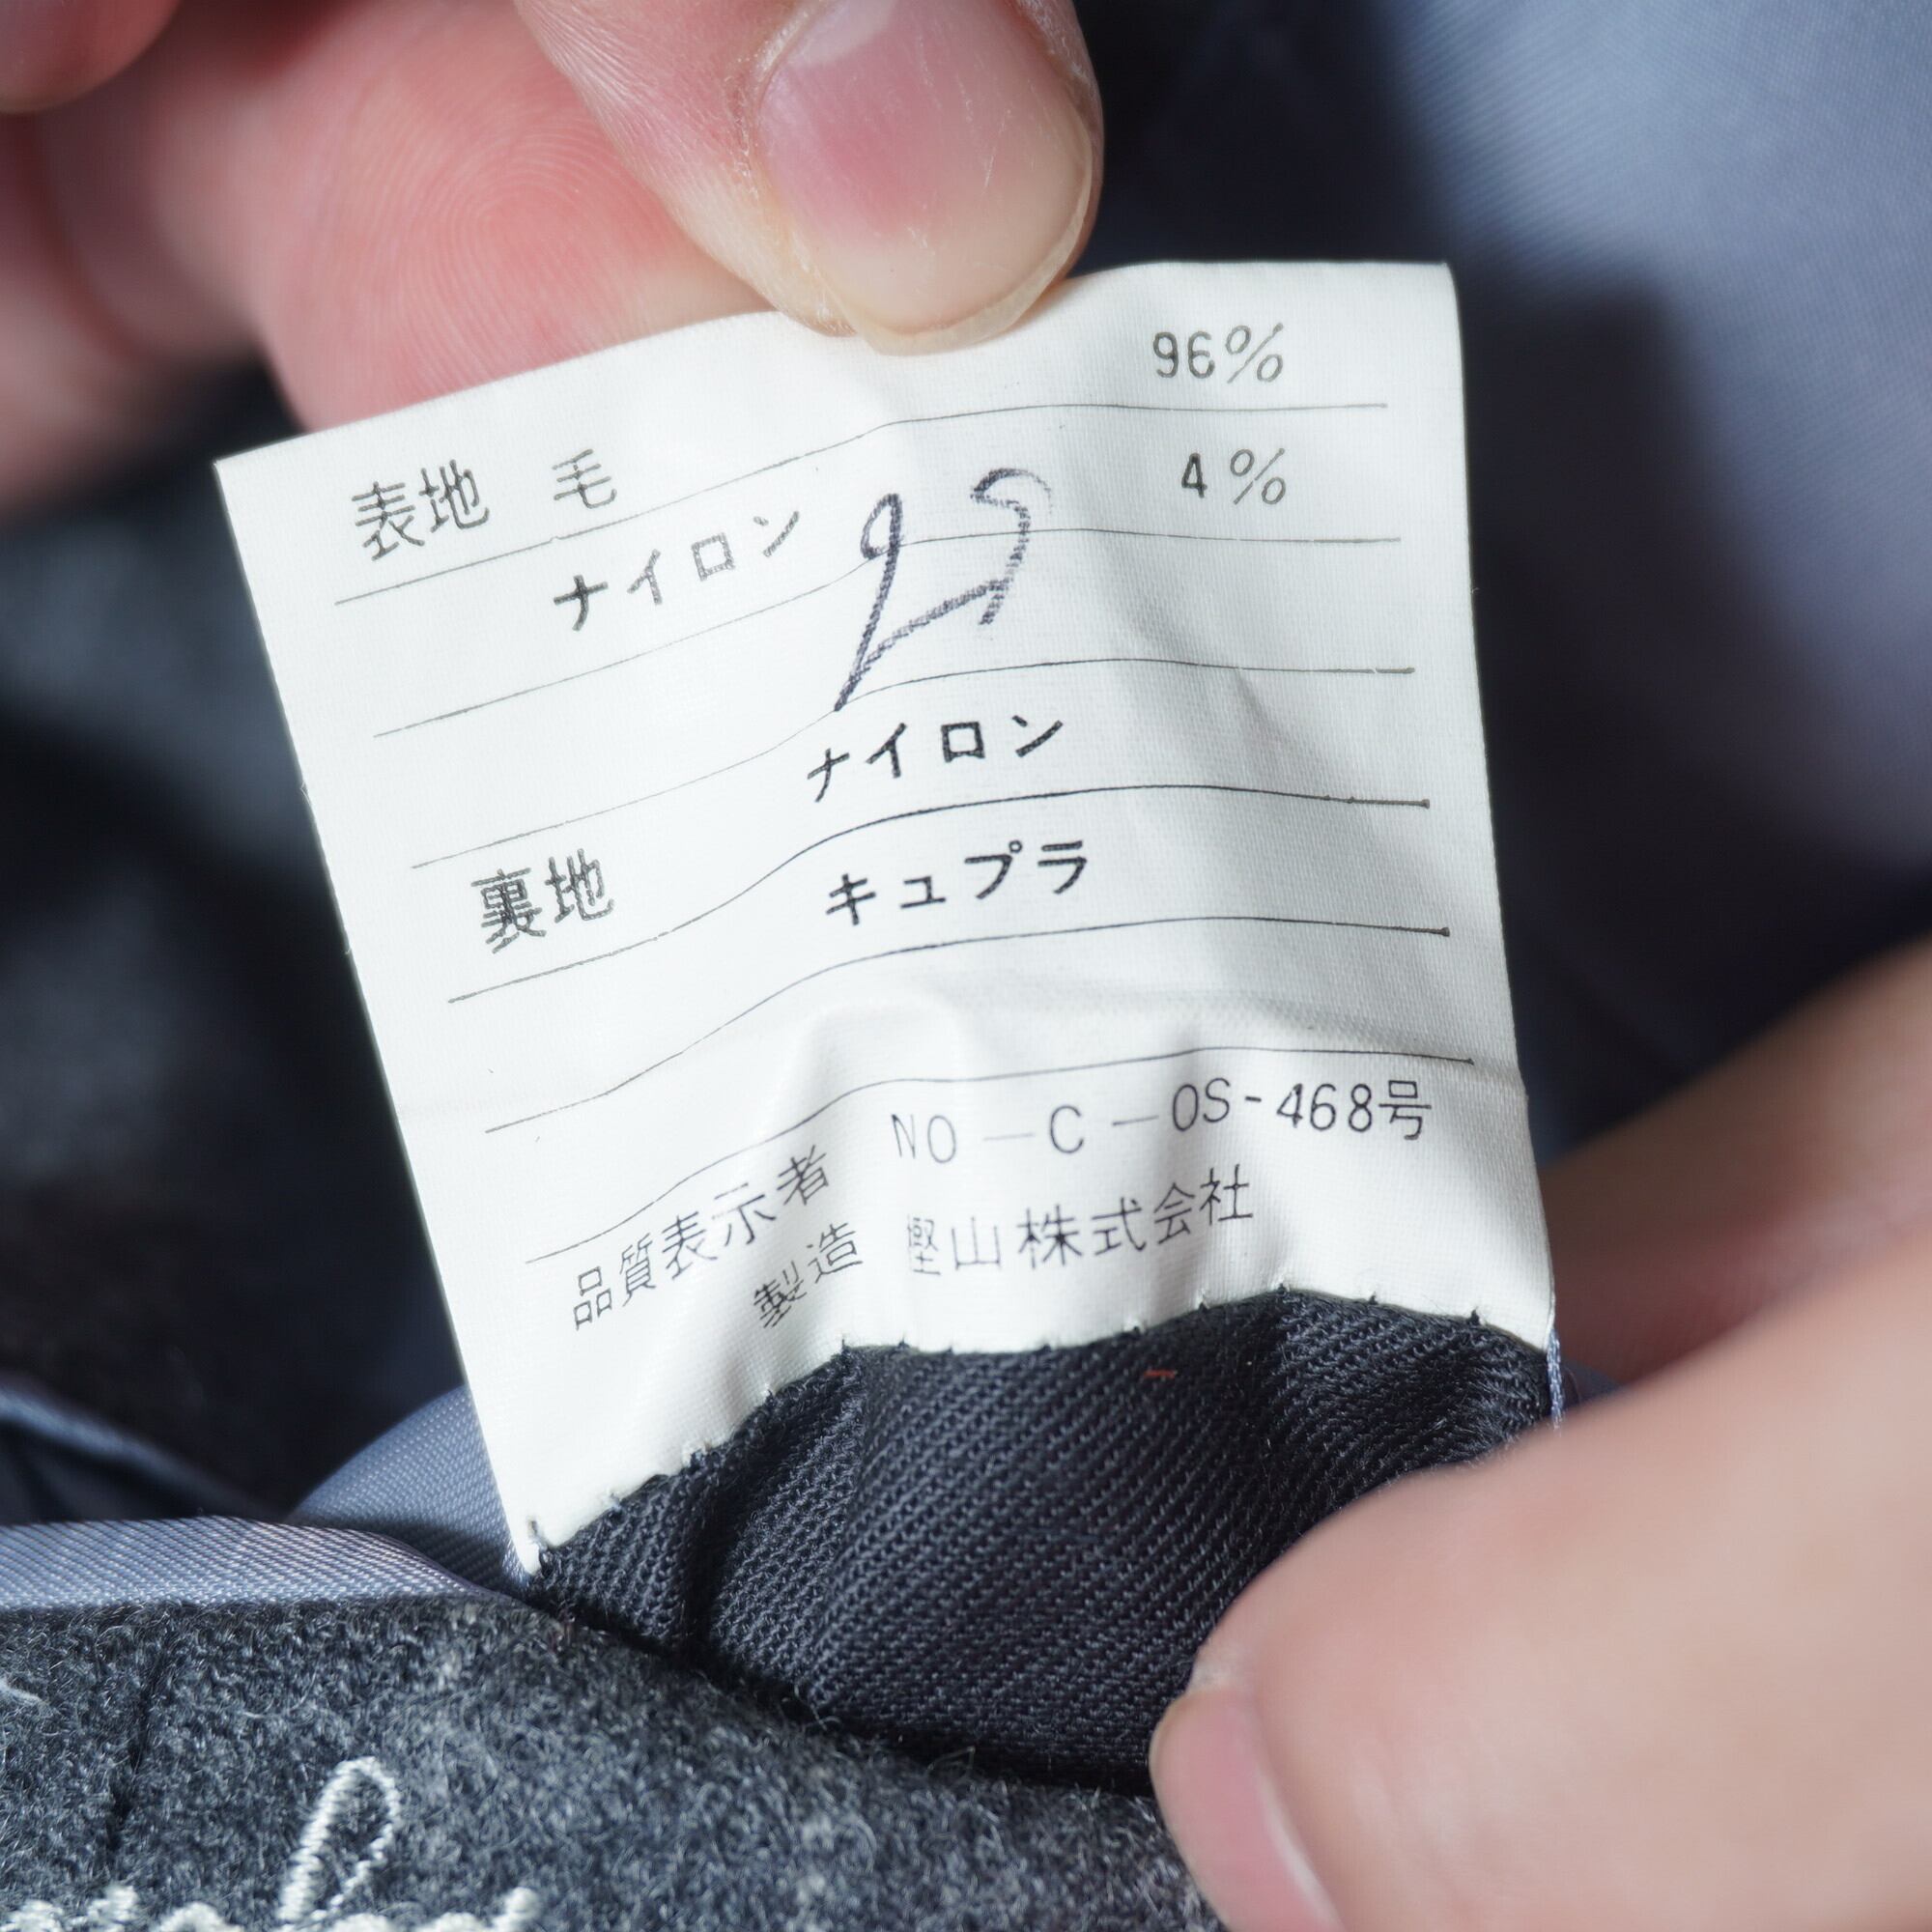 表地 毛 96%
ナイロン 4%
ナイロン
裏地 キュプラ
NO-C-OS-468号
品質表示者
製造 樫山株式会社